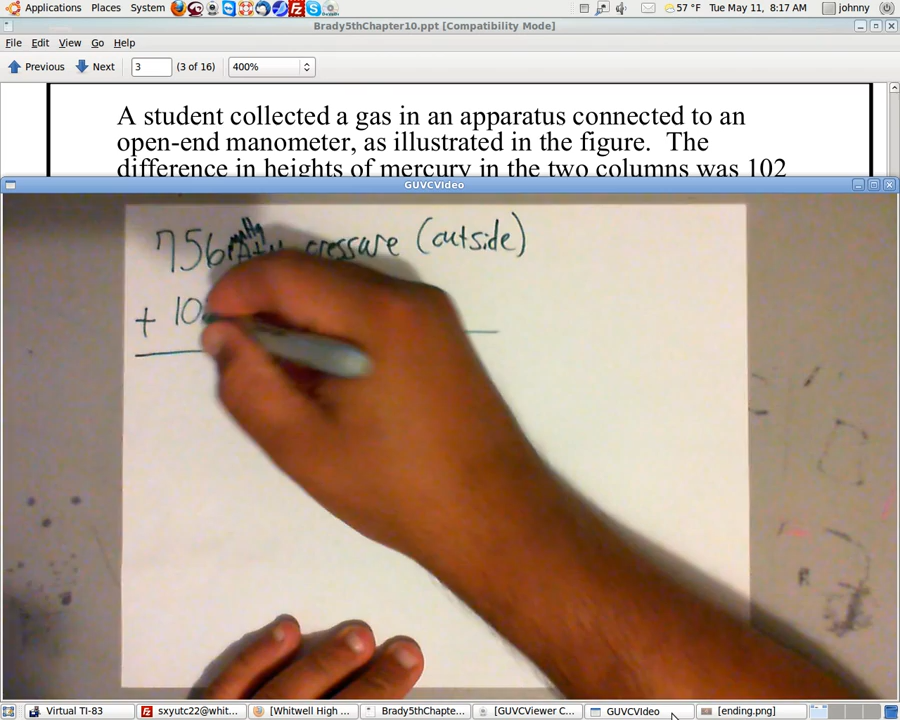 Applications Places System 57 °F Tue May 11, 8:17 AM johnny
Brady5thChapter10.ppt [Compatibility Mode]
File Edit View Go Help
Previous Next 3 (3 of 16) 400%
A student collected a gas in an apparatus connected to an
open-end manometer, as illustrated in the figure. The
difference in heights of mercury in the two columns was 102
GUVCVideo
756 pressure (outside)
+ 10
Virtual TI-83 sxyutc22@whit... [Whitwell High ... Brady5thChapte... [GUVCViewer C... GUVCVIdeo [ending.png]